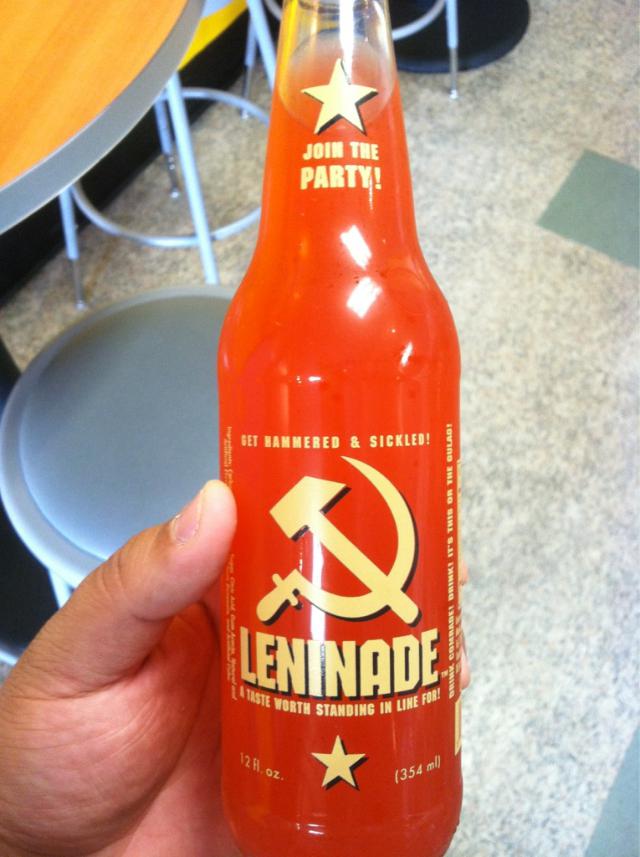 JOIN THE
PARTY!
GET HAMMERED & SICKLED!
LENINADE™
A TASTE WORTH STANDING IN LINE FOR!
12 Fl. oz.
(354 ml)
DRINK COMRADE! DRINK! IT'S THIS OR THE GULAG!